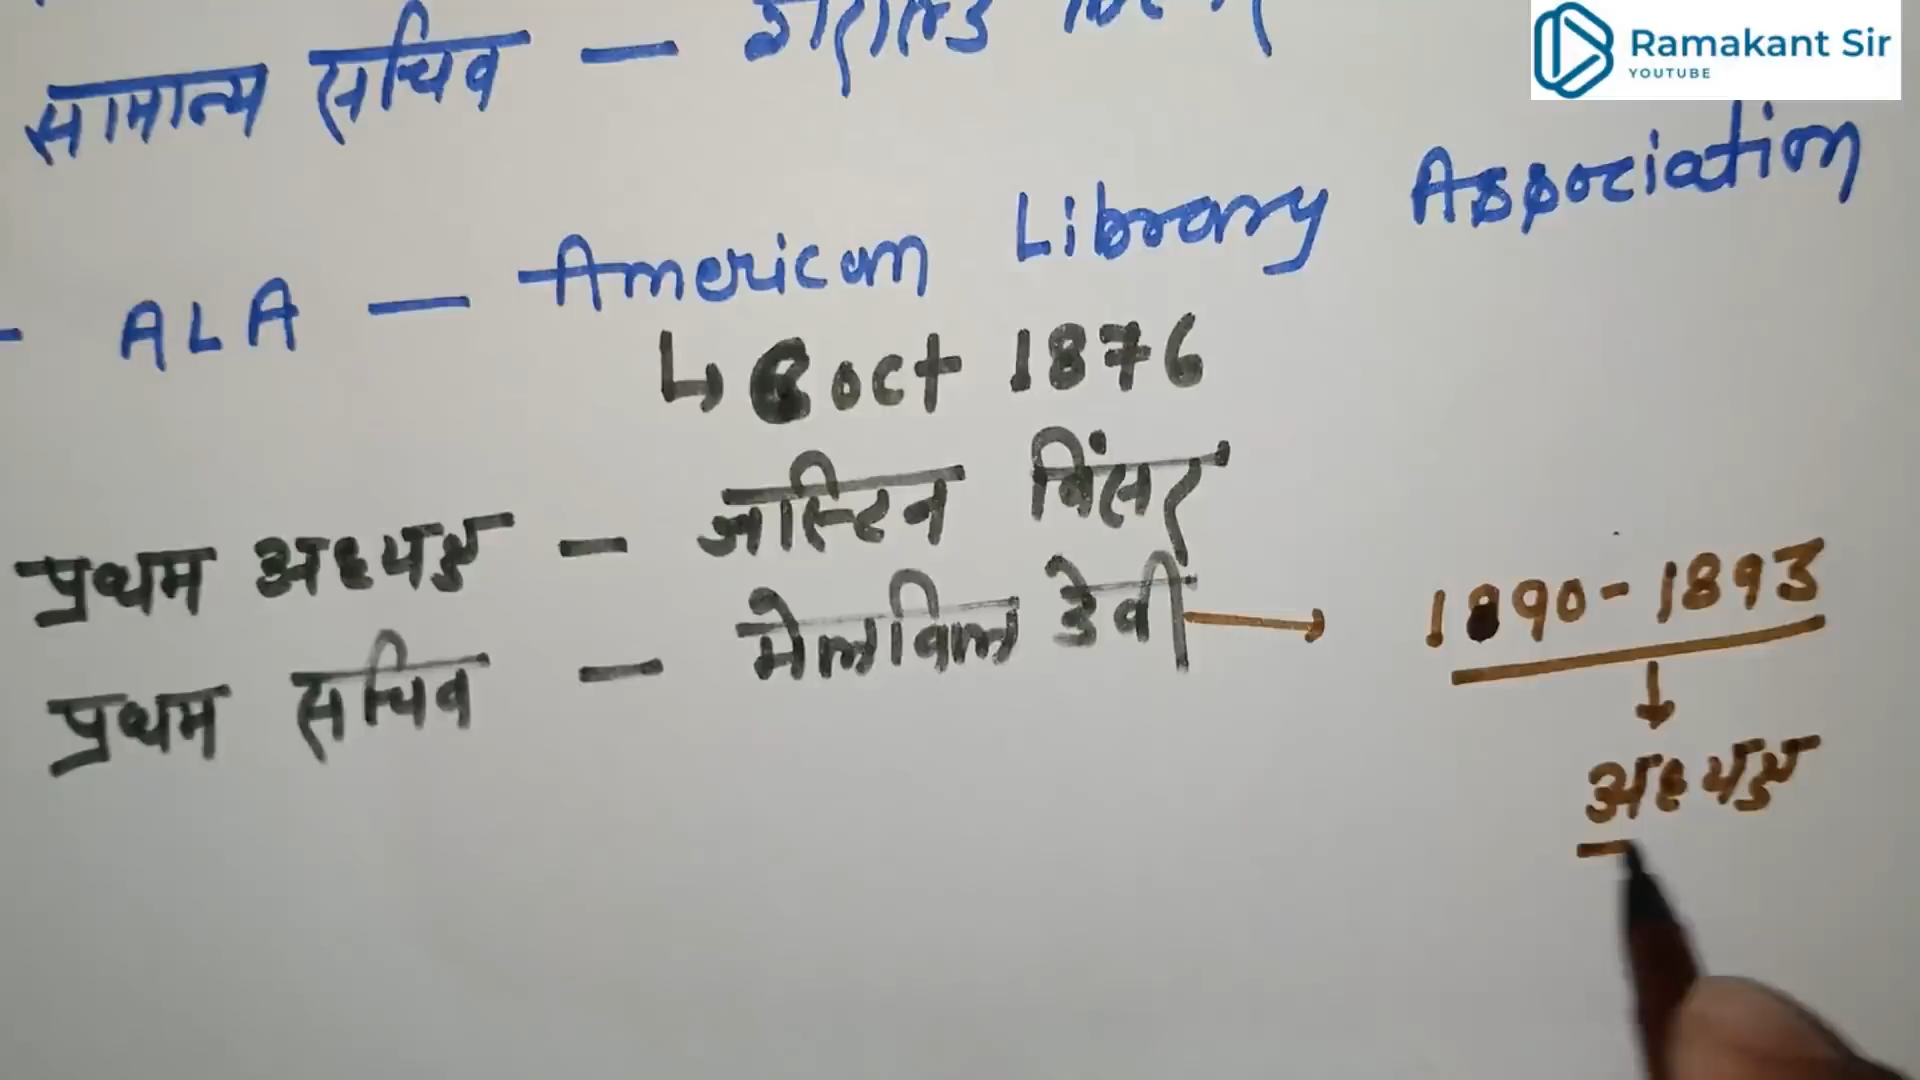 Ramakant Sir
YOUTUBE
सामान्य सचिव —
- ALA — American Library Association
↳ 6 oct 1876
प्रथम अध्यक्ष — जस्टिन विंसर
प्रथम सचिव — मेलविल डेवी → 1890-1893
↓
अध्यक्ष